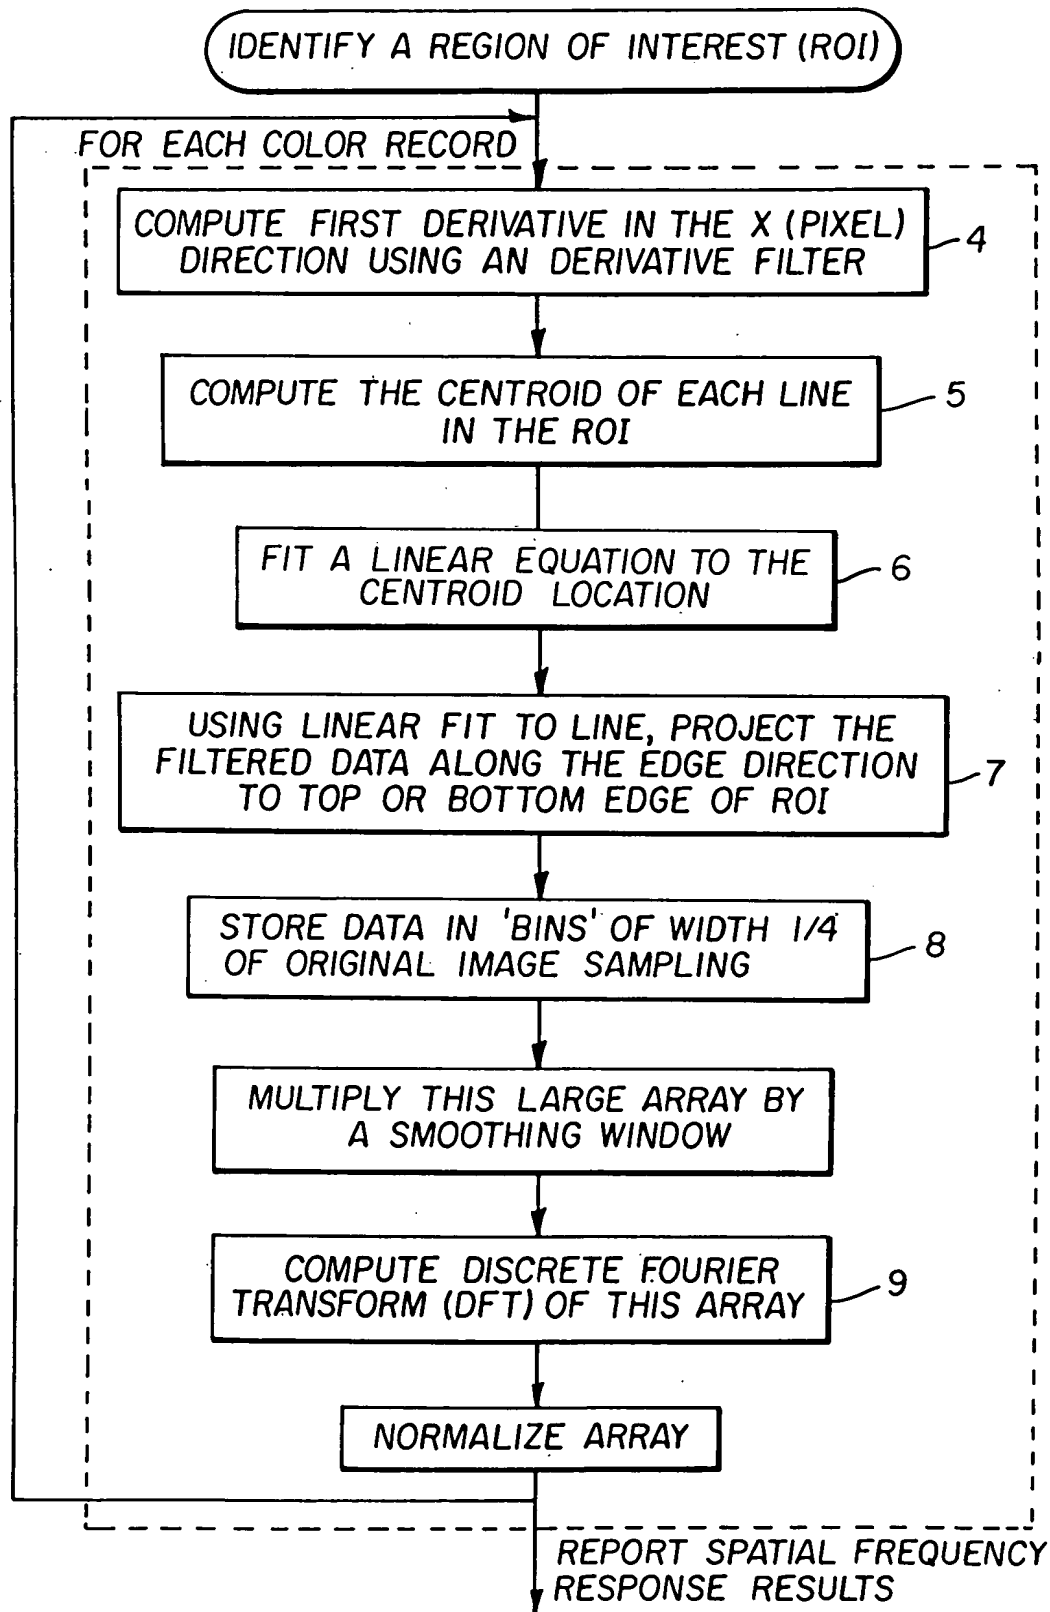 IDENTIFY A REGION OF INTEREST (ROI)
FOR EACH COLOR RECORD
COMPUTE FIRST DERIVATIVE IN THE X (PIXEL)
DIRECTION USING AN DERIVATIVE FILTER
4
COMPUTE THE CENTROID OF EACH LINE
IN THE ROI
5
FIT A LINEAR EQUATION TO THE
CENTROID LOCATION
6
USING LINEAR FIT TO LINE, PROJECT THE
FILTERED DATA ALONG THE EDGE DIRECTION
TO TOP OR BOTTOM EDGE OF ROI
7
STORE DATA IN 'BINS' OF WIDTH 1/4
OF ORIGINAL IMAGE SAMPLING
8
MULTIPLY THIS LARGE ARRAY BY
A SMOOTHING WINDOW
COMPUTE DISCRETE FOURIER
TRANSFORM (DFT) OF THIS ARRAY
9
NORMALIZE ARRAY
REPORT SPATIAL FREQUENCY
RESPONSE RESULTS